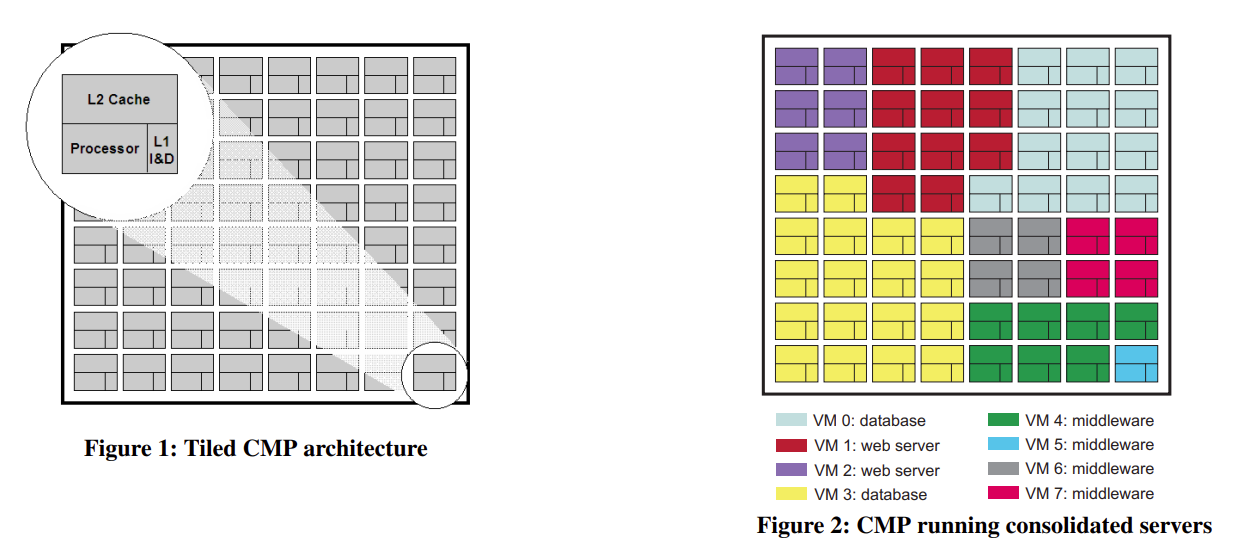 L2 Cache
Processor
L1
I&D
Figure 1: Tiled CMP architecture
VM 0: database
VM 1: web server
VM 2: web server
VM 3: database
VM 4: middleware
VM 5: middleware
VM 6: middleware
VM 7: middleware
Figure 2: CMP running consolidated servers